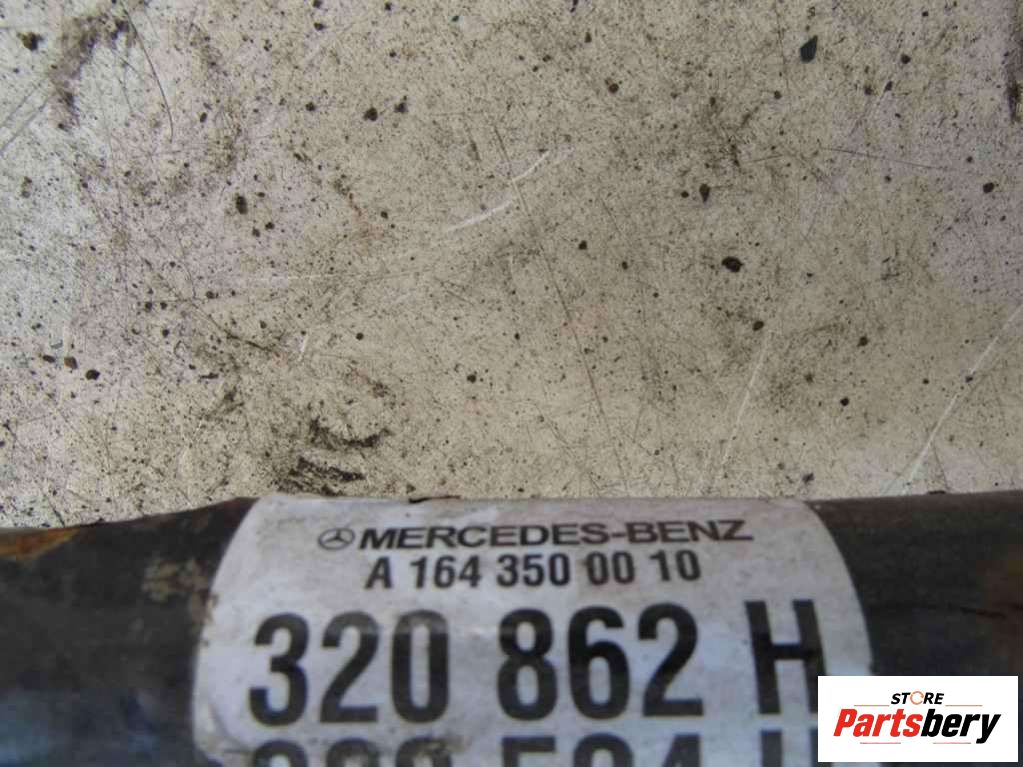 MERCEDES-BENZ
A 164 350 00 10
320 862 H
STORE
Partsbery